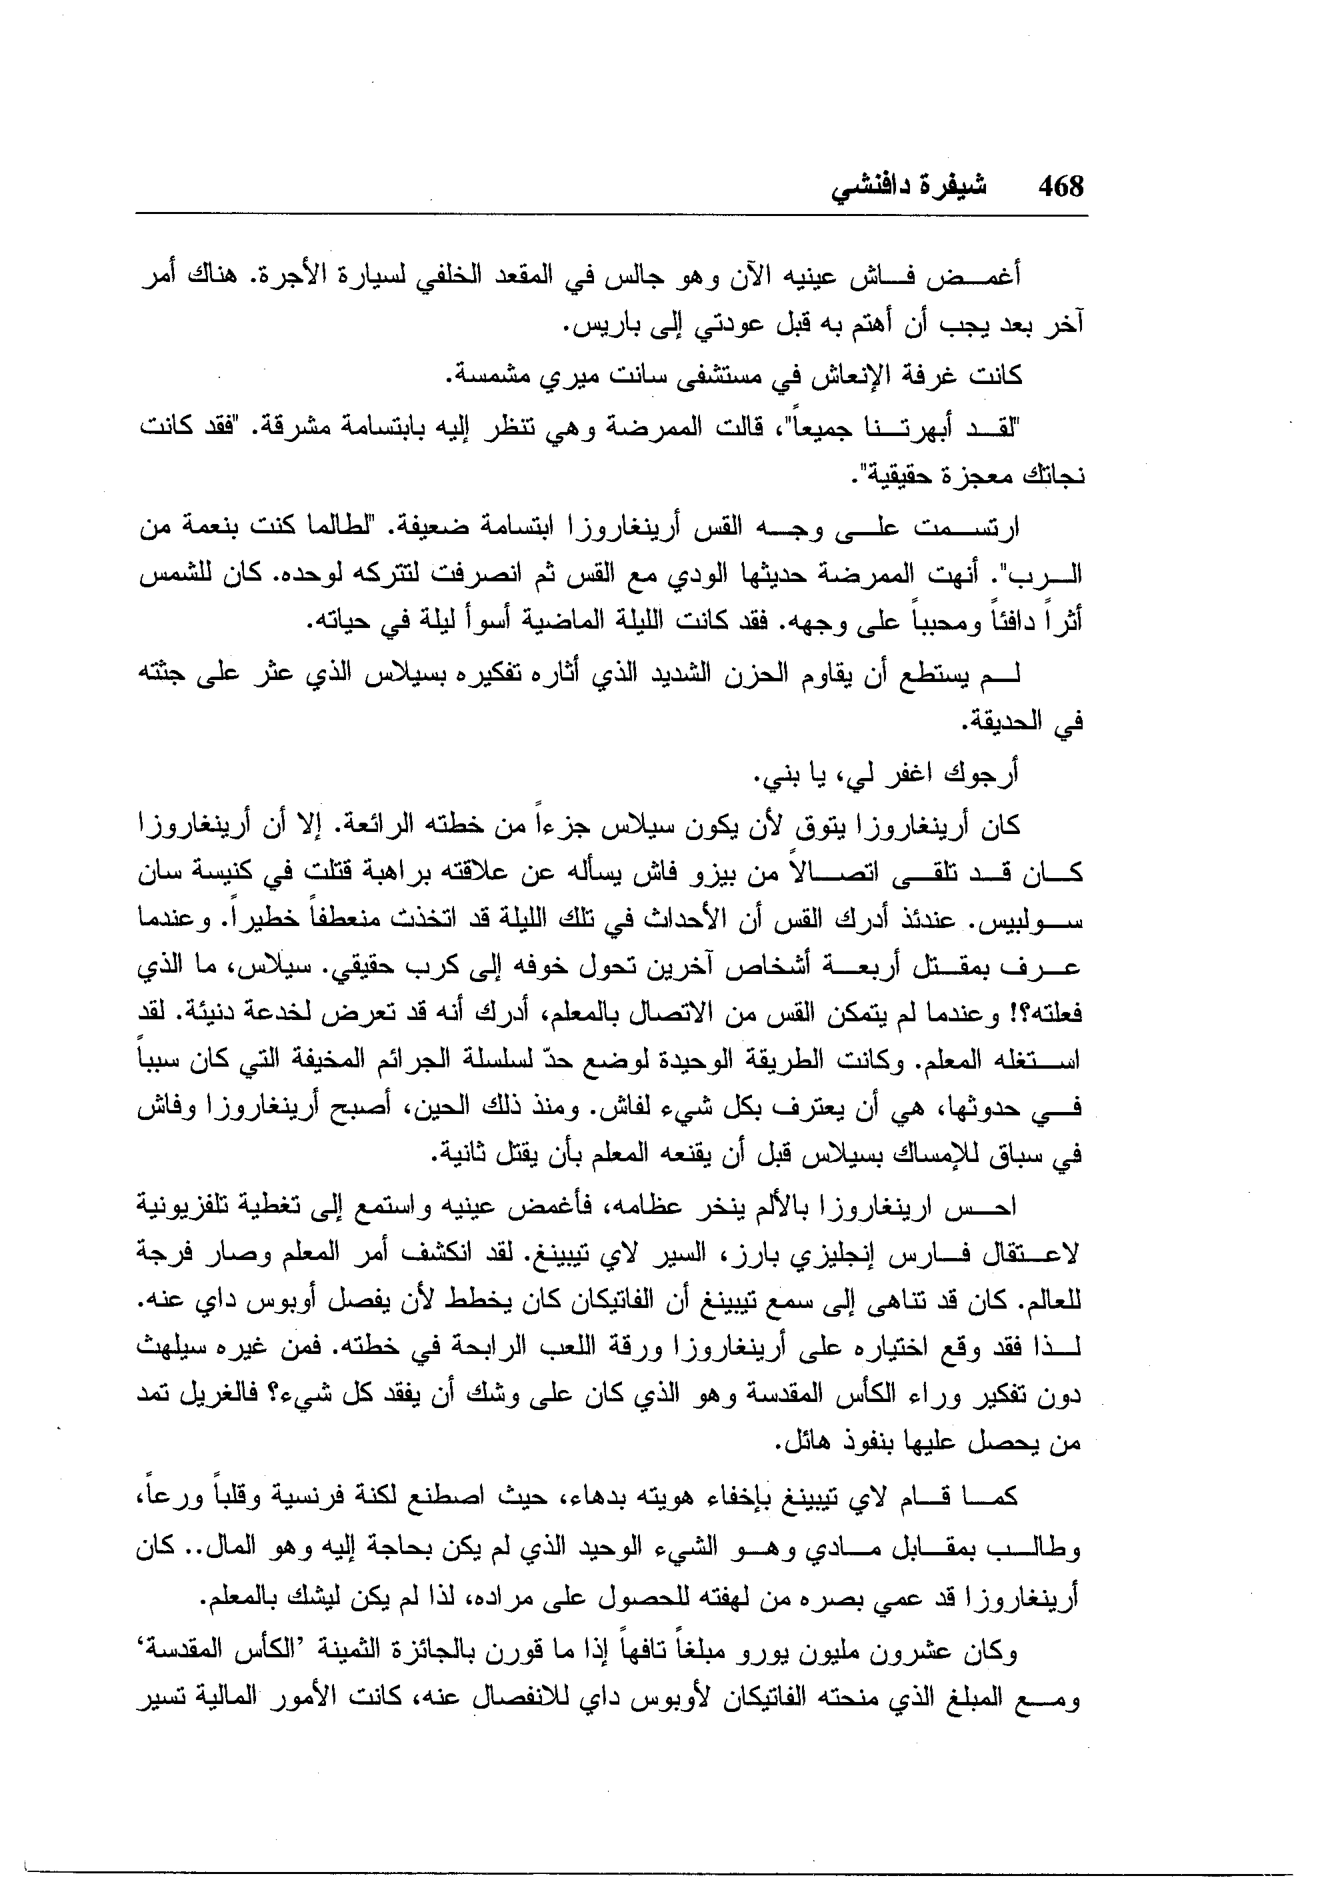 468 شيفرة دافنشي
أغمض فاش عينيه الآن وهو جالس في المقعد الخلفي لسيارة الأجرة. هناك أمر
آخر بعد يجب أن أهتم به قبل عودتي إلى باريس.
كانت غرفة الإنعاش في مستشفى سانت ميري مشمسة.
"لقد أبهرتنا جميعاً"، قالت الممرضة وهي تنظر إليه بابتسامة مشرقة. "فقد كانت
نجاتك معجزة حقيقية".
ارتسمت على وجه القس أرينغاروزا ابتسامة ضعيفة. "لطالما كنت بنعمة من
الرب". أنهت الممرضة حديثها الودي مع القس ثم انصرفت لتتركه لوحده. كان للشمس
أثراً دافئاً ومحبباً على وجهه. فقد كانت الليلة الماضية أسوأ ليلة في حياته.
لم يستطع أن يقاوم الحزن الشديد الذي أثاره تفكيره بسيلاس الذي عثر على جثته
في الحديقة.
أرجوك اغفر لي، يا بني.
كان أرينغاروزا يتوق لأن يكون سيلاس جزءاً من خطته الرائعة. إلا أن أرينغاروزا
كان قد تلقى اتصالاً من بيزو فاش يسأله عن علاقته براهبة قتلت في كنيسة سان
سولبيس. عندئذ أدرك القس أن الأحداث في تلك الليلة قد اتخذت منعطفاً خطيراً. وعندما
عرف بمقتل أربعة أشخاص آخرين تحول خوفه إلى كرب حقيقي. سيلاس، ما الذي
فعلته؟! وعندما لم يتمكن القس من الاتصال بالمعلم، أدرك أنه قد تعرض لخدعة دنيئة. لقد
استغله المعلم. وكانت الطريقة الوحيدة لوضع حدّ لسلسلة الجرائم المخيفة التي كان سبباً
في حدوثها، هي أن يعترف بكل شيء لفاش. ومنذ ذلك الحين، أصبح أرينغاروزا وفاش
في سباق للإمساك بسيلاس قبل أن يقنعه المعلم بأن يقتل ثانية.
احس ارينغاروزا بالألم ينخر عظامه، فأغمض عينيه واستمع إلى تغطية تلفزيونية
لاعتقال فارس إنجليزي بارز، السير لاي تيبينغ. لقد انكشف أمر المعلم وصار فرجة
للعالم. كان قد تناهى إلى سمع تيبينغ أن الفاتيكان كان يخطط لأن يفصل أوبوس داي عنه.
لذا فقد وقع اختياره على أرينغاروزا ورقة اللعب الرابحة في خطته. فمن غيره سيلهث
دون تفكير وراء الكأس المقدسة وهو الذي كان على وشك أن يفقد كل شيء؟ فالغريل تمد
من يحصل عليها بنفوذ هائل.
كما قام لاي تيبينغ بإخفاء هويته بدهاء، حيث اصطنع لكنة فرنسية وقلباً ورعاً،
وطالب بمقابل مادي وهو الشيء الوحيد الذي لم يكن بحاجة إليه وهو المال.. كان
أرينغاروزا قد عمي بصره من لهفته للحصول على مراده، لذا لم يكن ليشك بالمعلم.
وكان عشرون مليون يورو مبلغاً تافهاً إذا ما قورن بالجائزة الثمينة ’الكأس المقدسة‘
ومع المبلغ الذي منحته الفاتيكان لأوبوس داي للانفصال عنه، كانت الأمور المالية تسير